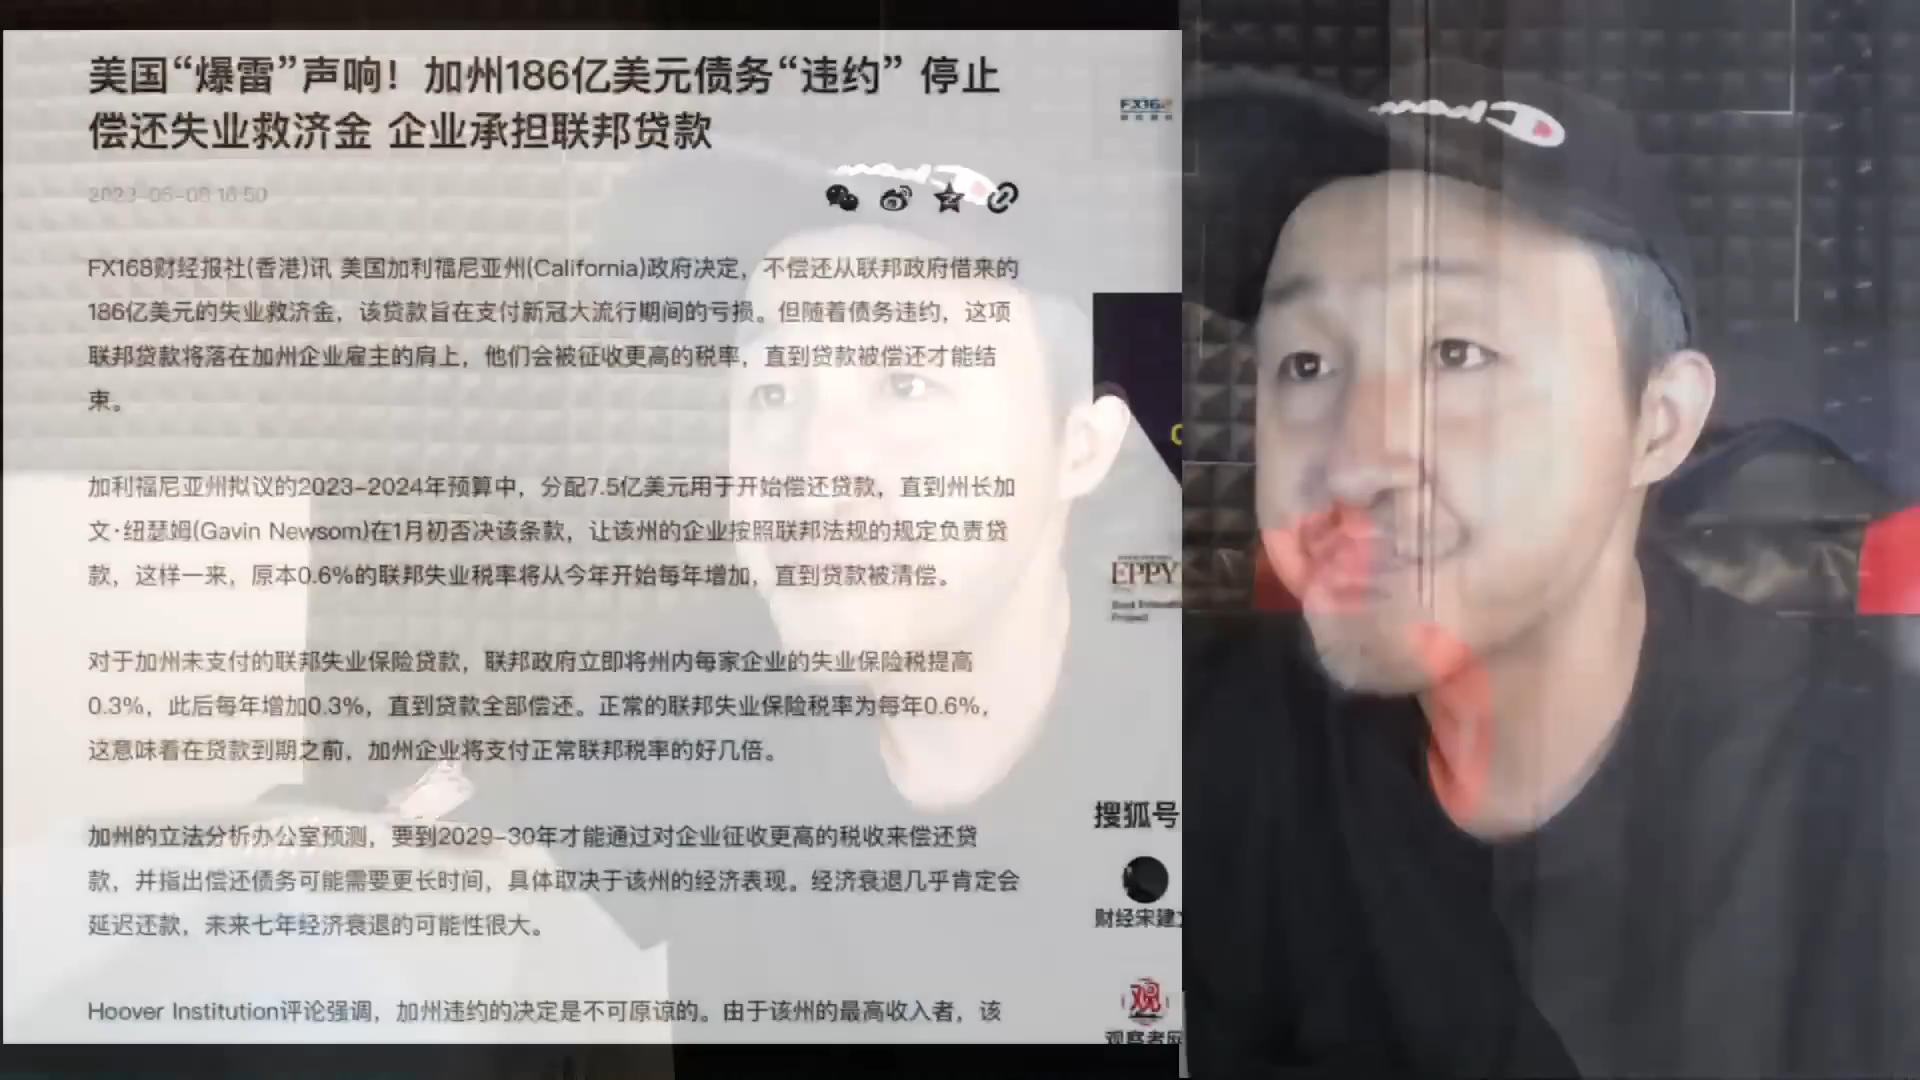 美国“爆雷”声响！加州186亿美元债务“违约” 停止
偿还失业救济金 企业承担联邦贷款
2023-05-08 16:50
FX168财经报社(香港)讯 美国加利福尼亚州(California)政府决定，不偿还从联邦政府借来的
186亿美元的失业救济金，该贷款旨在支付新冠大流行期间的亏损。但随着债务违约，这项
联邦贷款将落在加州企业雇主的肩上，他们会被征收更高的税率，直到贷款被偿还才能结
束。
加利福尼亚州拟议的2023-2024年预算中，分配7.5亿美元用于开始偿还贷款，直到州长加
文·纽瑟姆(Gavin Newsom)在1月初否决该条款，让该州的企业按照联邦法规的规定负责贷
款，这样一来，原本0.6%的联邦失业税率将从今年开始每年增加，直到贷款被清偿。
对于加州未支付的联邦失业保险贷款，联邦政府立即将州内每家企业的失业保险税提高
0.3%，此后每年增加0.3%，直到贷款全部偿还。正常的联邦失业保险税率为每年0.6%，
这意味着在贷款到期之前，加州企业将支付正常联邦税率的好几倍。
加州的立法分析办公室预测，要到2029-30年才能通过对企业征收更高的税收来偿还贷
款，并指出偿还债务可能需要更长时间，具体取决于该州的经济表现。经济衰退几乎肯定会
延迟还款，未来七年经济衰退的可能性很大。
Hoover Institution评论强调，加州违约的决定是不可原谅的。由于该州的最高收入者，该
FX168
EPPY
搜狐号
财经宋建
观
观察者网
Champion